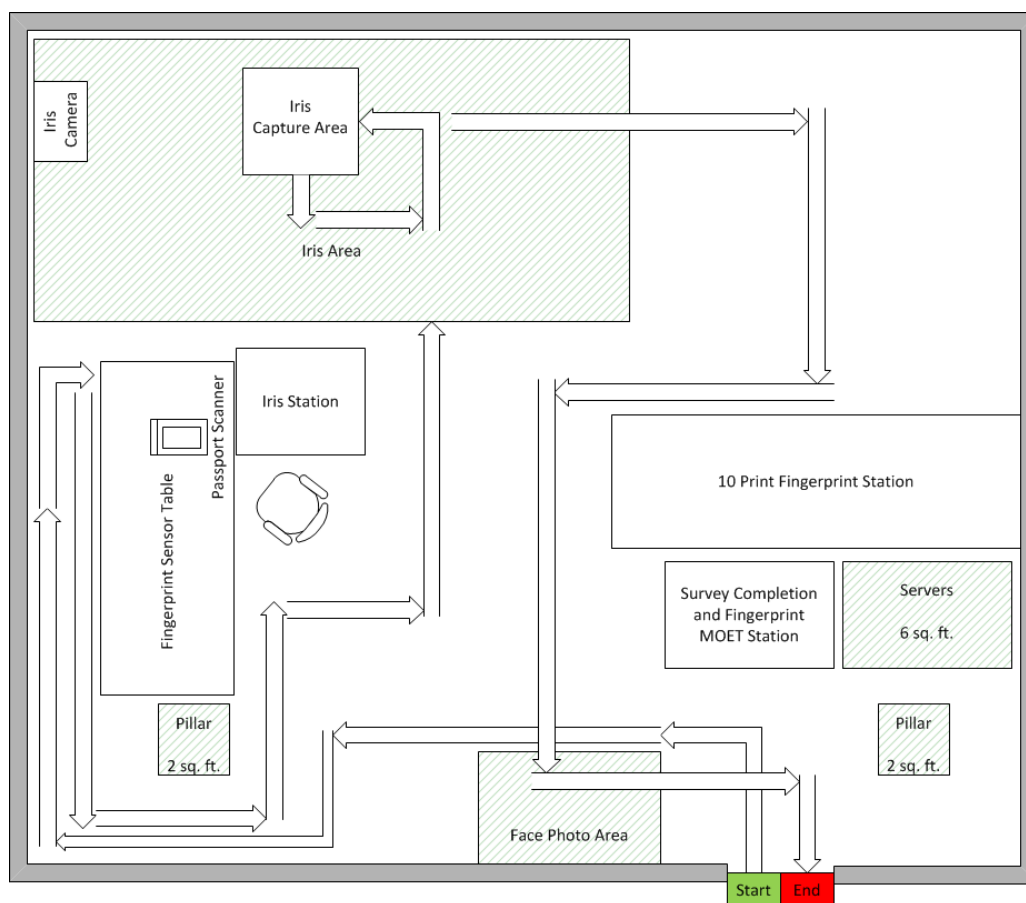 Iris
Camera
Iris
Capture Area
Iris Area
Fingerprint Sensor Table
Passport Scanner
Iris Station
10 Print Fingerprint Station
Survey Completion
and Fingerprint
MOET Station
Servers
6 sq. ft.
Pillar
2 sq. ft.
Pillar
2 sq. ft.
Face Photo Area
Start
End